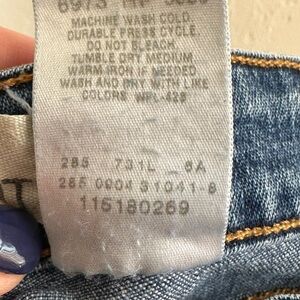 MACHINE WASH COLD
DURABLE PRESS CYCLE.
DO NOT BLEACH.
TUMBLE DRY MEDIUM
WARM IRON IF NEEDED
WASH AND DRY WITH LIKE
COLORS WPL-423
285 731L 6A
285 0904 31041-8
115180269